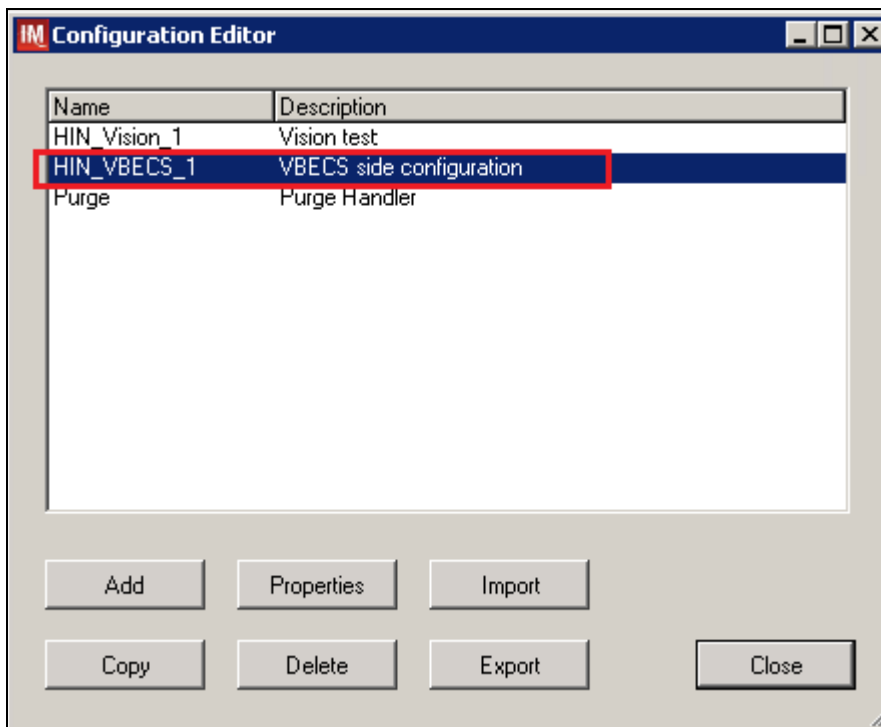 IM Configuration Editor
Name Description
HIN_Vision_1 Vision test
HIN_VBECS_1 VBECS side configuration
Purge Purge Handler
Add Properties Import
Copy Delete Export Close